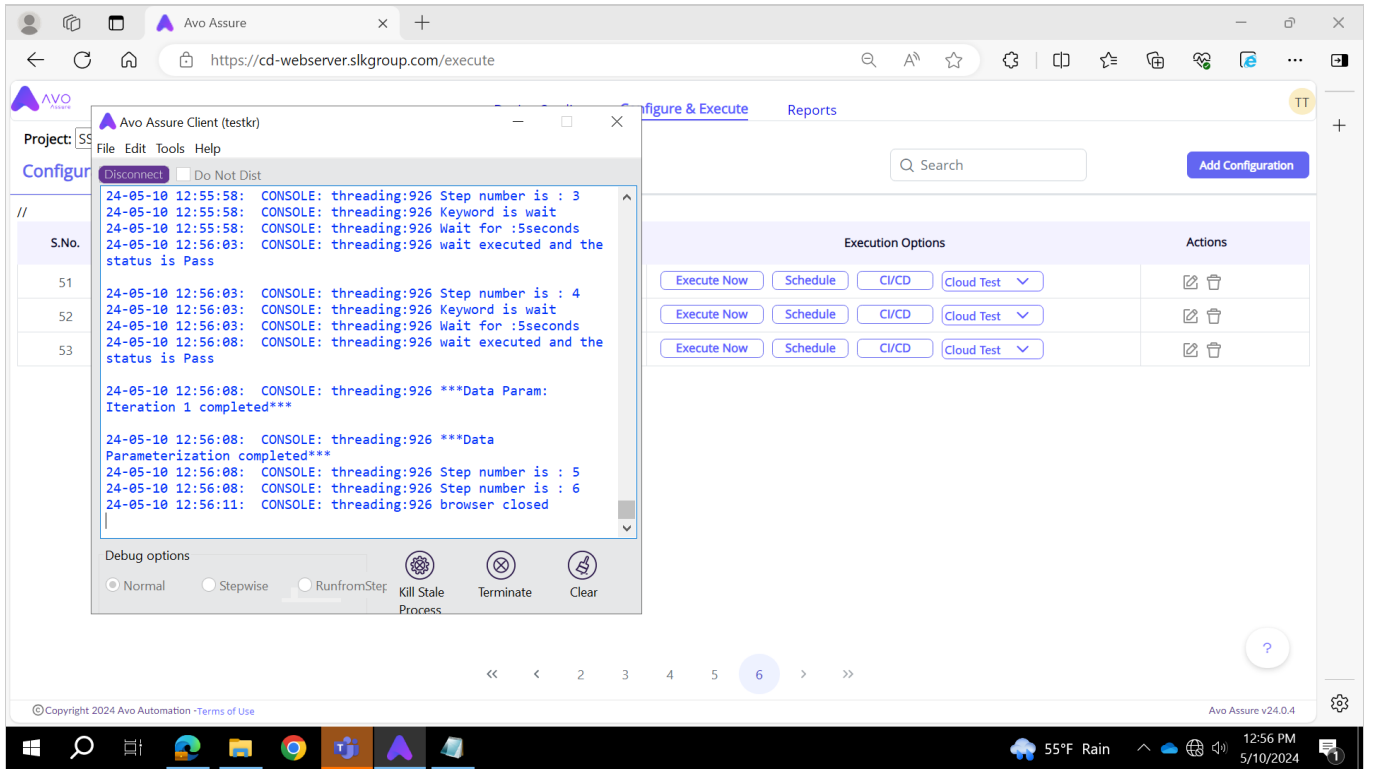 Avo Assure
https://cd-webserver.slkgroup.com/execute
AVO
Assure
Configure & Execute
Reports
TT
Project: SS
Configur
Search
Add Configuration
//
S.No.
Execution Options
Actions
51
Execute Now Schedule CI/CD Cloud Test
52
Execute Now Schedule CI/CD Cloud Test
53
Execute Now Schedule CI/CD Cloud Test
Avo Assure Client (testkr)
File Edit Tools Help
Disconnect Do Not Dist
24-05-10 12:55:58: CONSOLE: threading:926 Step number is : 3
24-05-10 12:55:58: CONSOLE: threading:926 Keyword is wait
24-05-10 12:55:58: CONSOLE: threading:926 Wait for :5seconds
24-05-10 12:56:03: CONSOLE: threading:926 wait executed and the
status is Pass
24-05-10 12:56:03: CONSOLE: threading:926 Step number is : 4
24-05-10 12:56:03: CONSOLE: threading:926 Keyword is wait
24-05-10 12:56:03: CONSOLE: threading:926 Wait for :5seconds
24-05-10 12:56:08: CONSOLE: threading:926 wait executed and the
status is Pass
24-05-10 12:56:08: CONSOLE: threading:926 ***Data Param:
Iteration 1 completed***
24-05-10 12:56:08: CONSOLE: threading:926 ***Data
Parameterization completed***
24-05-10 12:56:08: CONSOLE: threading:926 Step number is : 5
24-05-10 12:56:08: CONSOLE: threading:926 Step number is : 6
24-05-10 12:56:11: CONSOLE: threading:926 browser closed
Debug options
Normal Stepwise RunfromStep
Kill Stale
Process
Terminate
Clear
2 3 4 5 6
?
©Copyright 2024 Avo Automation -Terms of Use
Avo Assure v24.0.4
55°F Rain
12:56 PM
5/10/2024
1